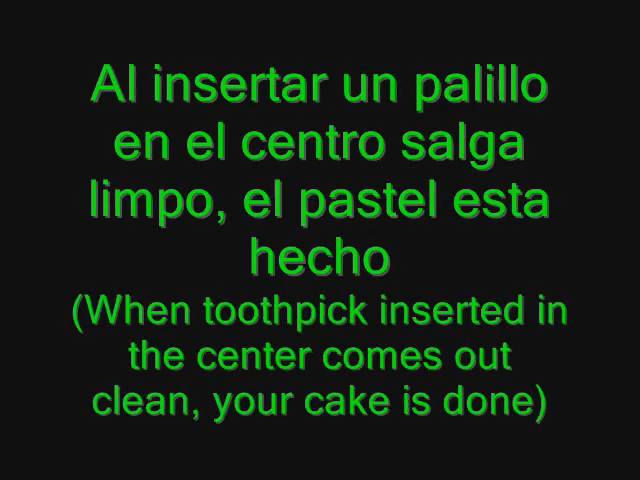 Al insertar un palillo
en el centro salga
limpo, el pastel esta
hecho
(When toothpick inserted in
the center comes out
clean, your cake is done)